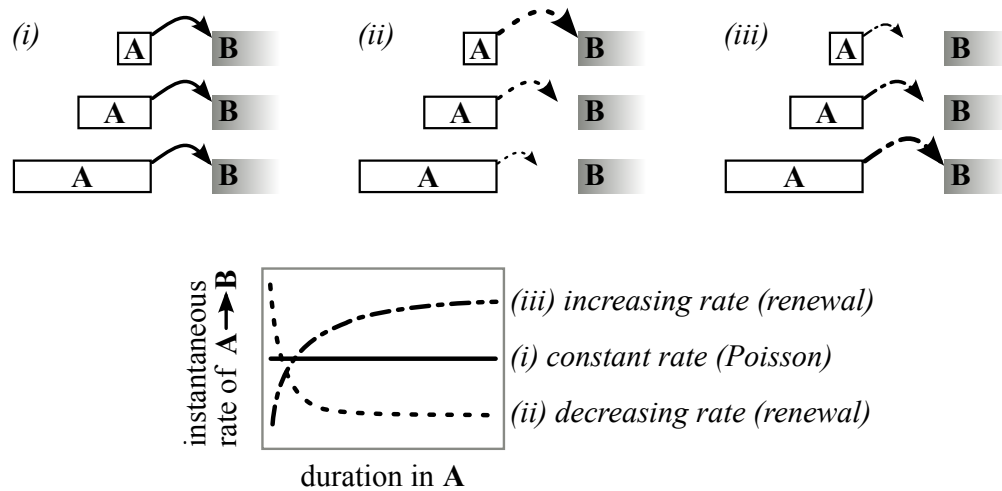 (i) A B (ii) A B (iii) A B
A B A B A B
A B A B A B
instantaneous
rate of A B
(iii) increasing rate (renewal)
(i) constant rate (Poisson)
(ii) decreasing rate (renewal)
duration in A